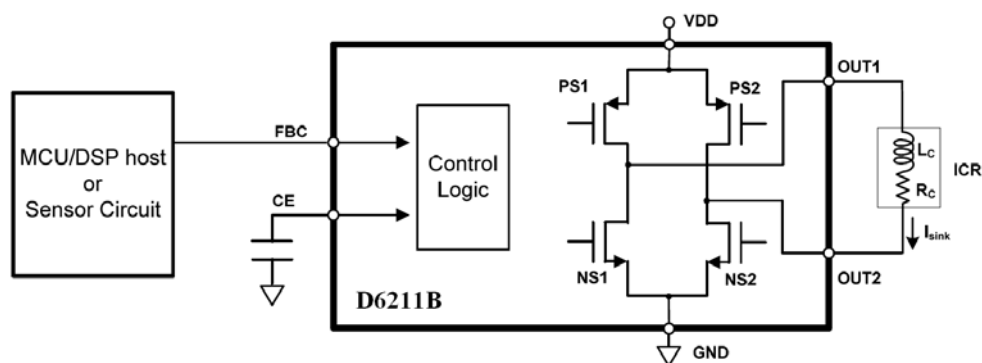 VDD
OUT1
PS1
PS2
MCU/DSP host
or
Sensor Circuit
FBC
Control
Logic
CE
LC
RC
ICR
Isink
NS1
NS2
OUT2
D6211B
GND